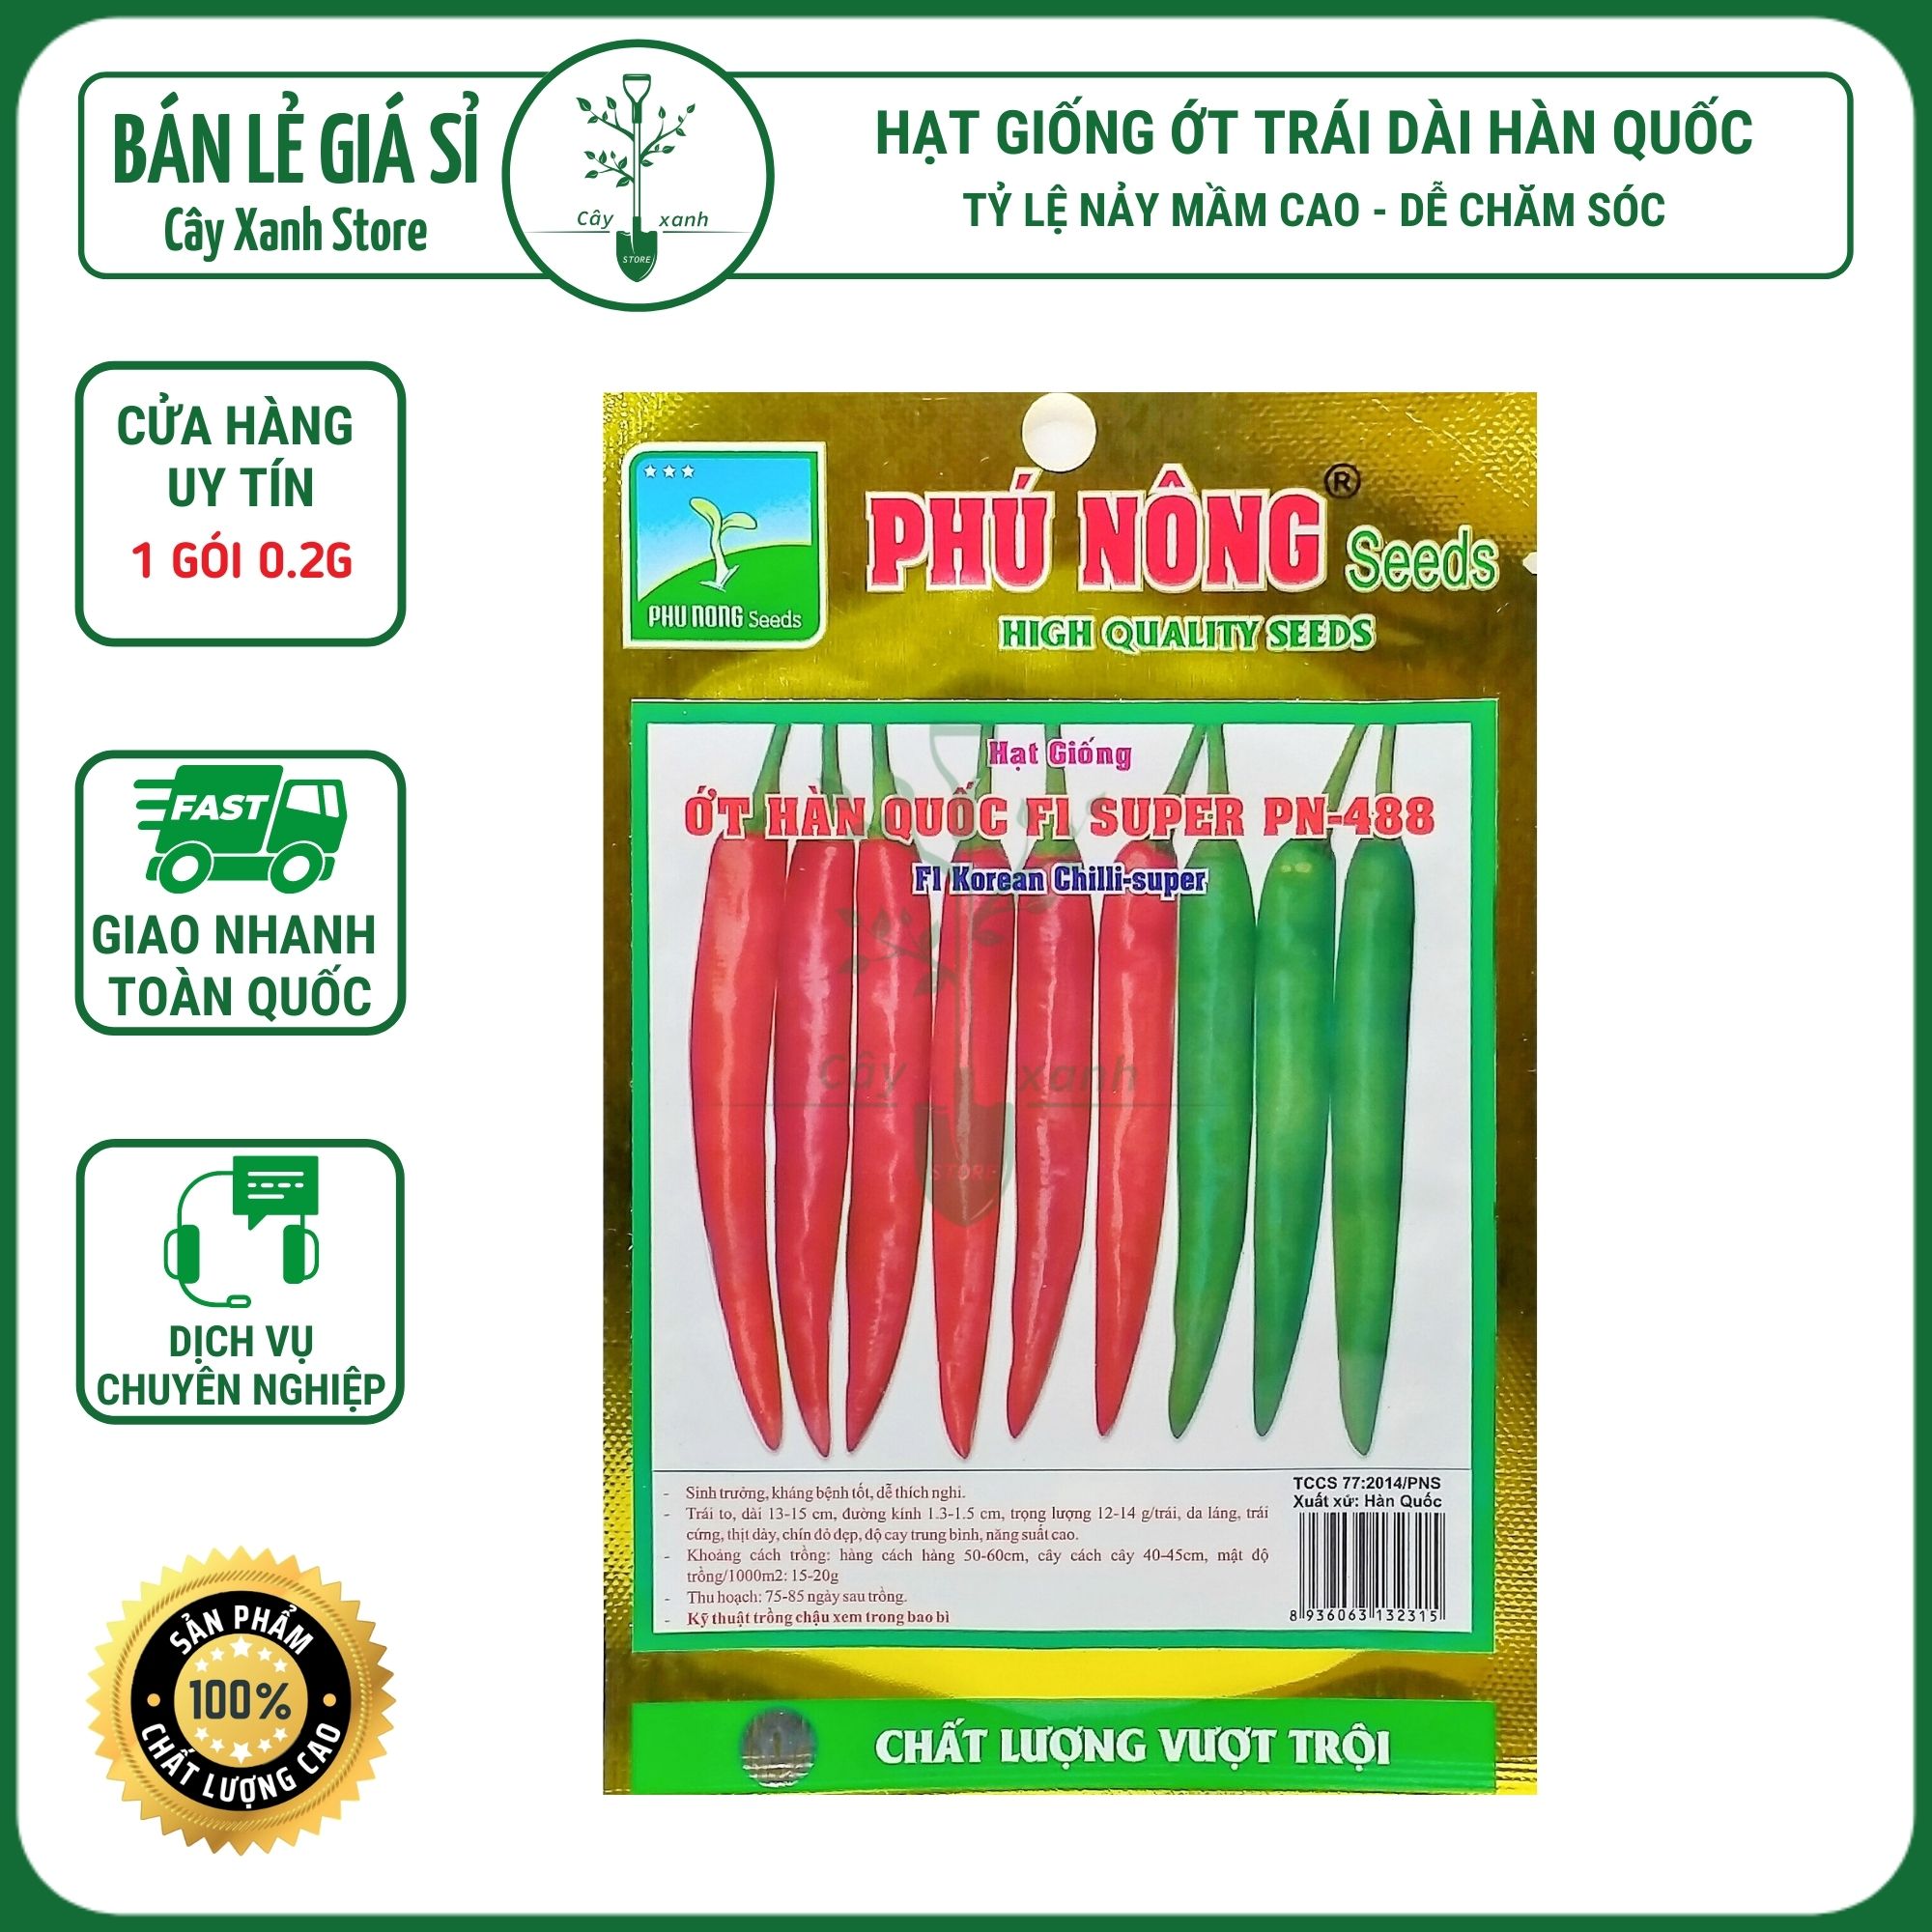 BÁN LẺ GIÁ SỈ
Cây Xanh Store
Cây xanh
STORE
HẠT GIỐNG ỚT TRÁI DÀI HÀN QUỐC
TỶ LỆ NẢY MẦM CAO - DỄ CHĂM SÓC
CỬA HÀNG
UY TÍN
1 GÓI 0.2G
FAST
GIAO NHANH
TOÀN QUỐC
DỊCH VỤ
CHUYÊN NGHIỆP
SẢN PHẨM
100%
CHẤT LƯỢNG CAO
PHU NONG Seeds
PHÚ NÔNG® Seeds
HIGH QUALITY SEEDS
Hạt Giống
ỚT HÀN QUỐC F1 SUPER PN-488
F1 Korean Chilli-super
Cây xanh
STORE
- Sinh trưởng, kháng bệnh tốt, dễ thích nghi.
- Trái to, dài 13-15 cm, đường kính 1.3-1.5 cm, trọng lượng 12-14 g/trái, da láng, trái
cứng, thịt dày, chín đỏ đẹp, độ cay trung bình, năng suất cao.
- Khoảng cách trồng: hàng cách hàng 50-60cm, cây cách cây 40-45cm, mật độ
trồng/1000m2: 15-20g
- Thu hoạch: 75-85 ngày sau trồng.
- Kỹ thuật trồng chậu xem trong bao bì
TCCS 77:2014/PNS
Xuất xứ: Hàn Quốc
8 936063 132315
CHẤT LƯỢNG VƯỢT TRỘI